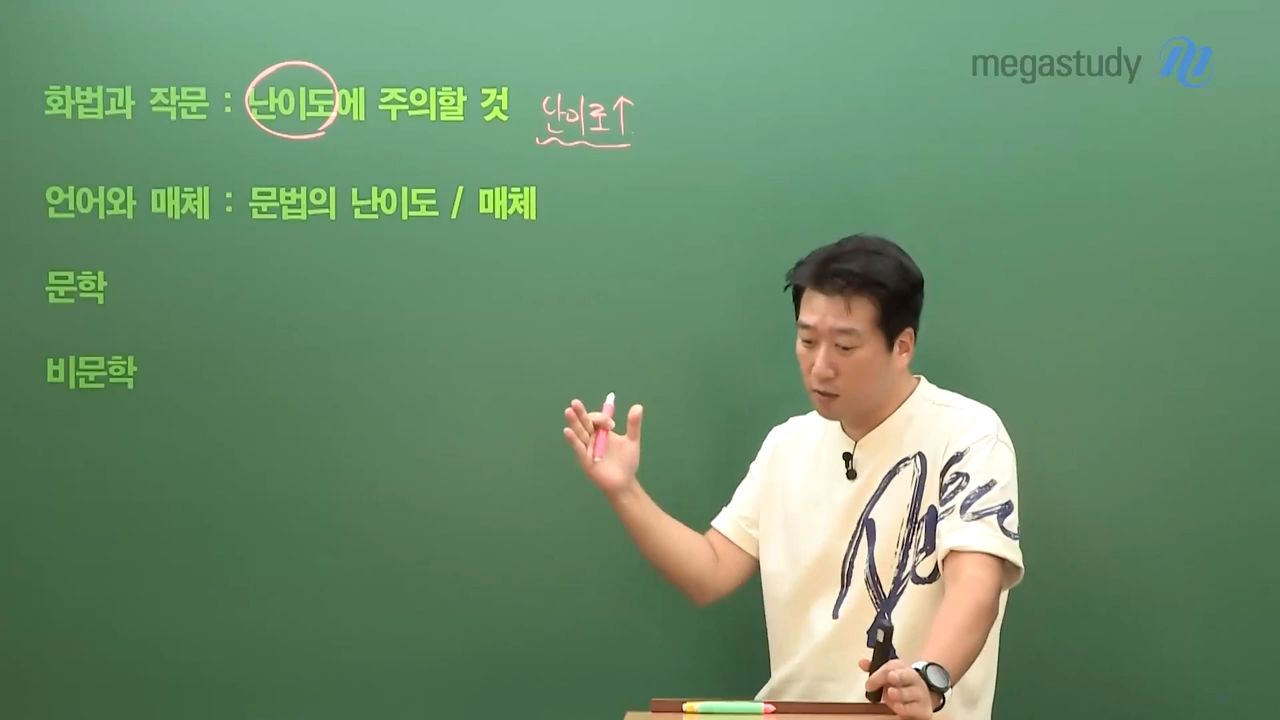 megastudy
화법과 작문 : 난이도에 주의할 것 난이도↑
언어와 매체 : 문법의 난이도 / 매체
문학
비문학